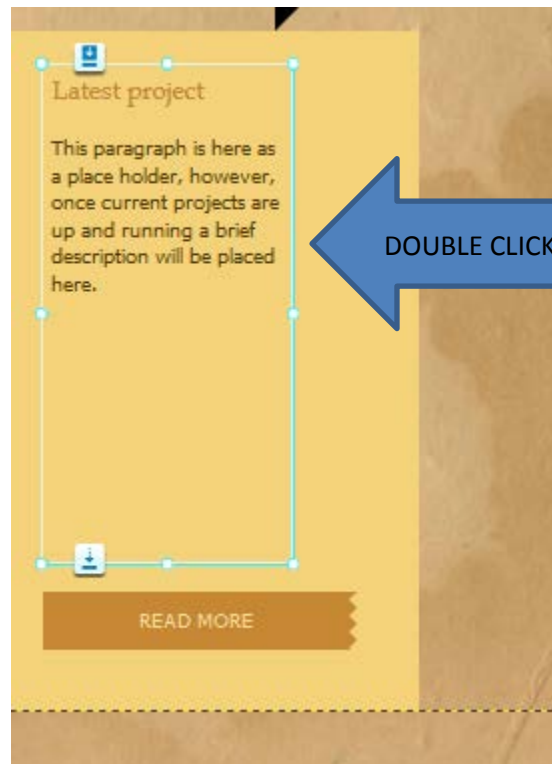 Latest project
This paragraph is here as
a place holder, however,
once current projects are
up and running a brief
description will be placed
here.
DOUBLE CLICK
READ MORE